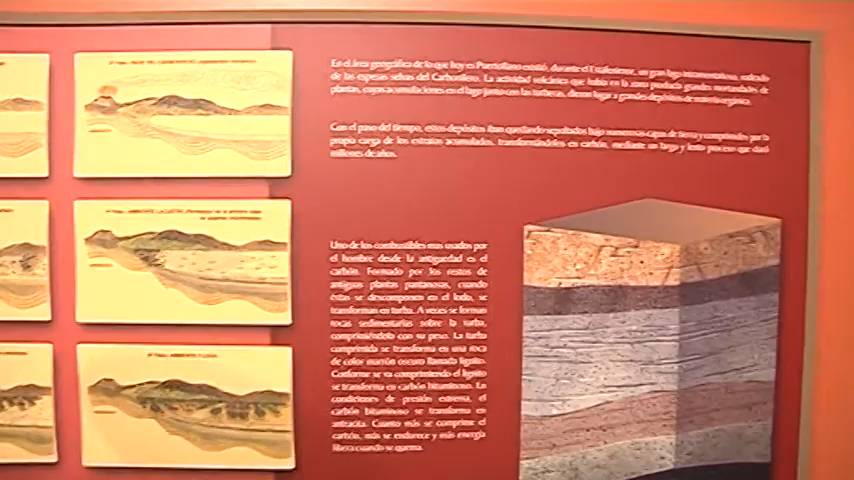 En el área geográfica de lo que hoy es Puertollano existió, durante el Estefaniense, un gran lago intramontañoso, rodeado
de las espesas selvas del Carbonífero. La actividad volcánica que había en la zona producía grandes mortandades de
plantas, cuyas acumulaciones en el lago junto con las turberas, dieron lugar a grandes depósitos de materia orgánica.
Con el paso del tiempo, estos depósitos iban quedando sepultados bajo numerosas capas de tierra y comprimidos por la
propia carga de los estratos acumulados, transformándolos en carbón, mediante un largo y lento proceso que duró
millones de años.
Uno de los combustibles mas usados por
el hombre desde la antigüedad es el
carbón. Formado por los restos de
antiguas plantas pantanosas, cuando
éstas se descomponen en el lodo, se
transforman en turba. A veces se forman
rocas sedimentarias sobre la turba,
comprimiéndola con su peso. La turba
comprimida se transforma en una roca
de color marrón oscuro llamada lignito.
Conforme se va comprimiendo el lignito
se transforma en carbón bituminoso. En
condiciones de presión extrema, el
carbón bituminoso se transforma en
antracita. Cuanto más se comprime el
carbón, más se endurece y más energía
libera cuando se quema.